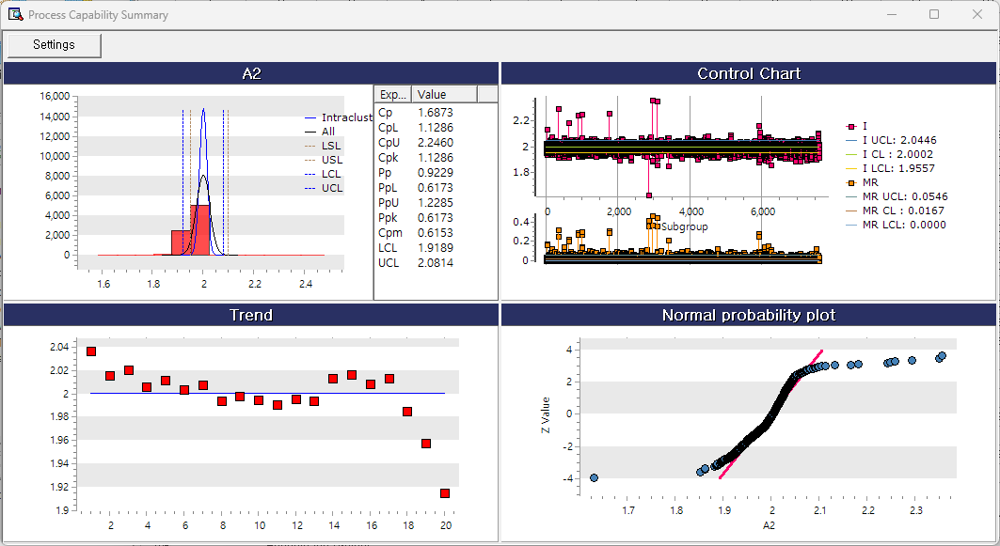 Process Capability Summary
Settings
A2
16,000
14,000
12,000
10,000
8,000
6,000
4,000
2,000
0
1.6 1.8 2 2.2 2.4
Intraclust
All
LSL
USL
LCL
UCL
Exp... Value
Cp 1.6873
CpL 1.1286
CpU 2.2460
Cpk 1.1286
Pp 0.9229
PpL 0.6173
PpU 1.2285
Ppk 0.6173
Cpm 0.6153
LCL 1.9189
UCL 2.0814
Control Chart
2.2
2
1.8
0 2,000 4,000 6,000
Subgroup
0.4
0.2
0
I
I UCL: 2.0446
I CL : 2.0002
I LCL: 1.9557
MR
MR UCL: 0.0546
MR CL : 0.0167
MR LCL: 0.0000
Trend
2.04
2.02
2
1.98
1.96
1.94
1.92
1.9
2 4 6 8 10 12 14 16 18 20
Normal probability plot
Z Value
4
2
0
-2
-4
1.7 1.8 1.9 2 2.1 2.2 2.3
A2